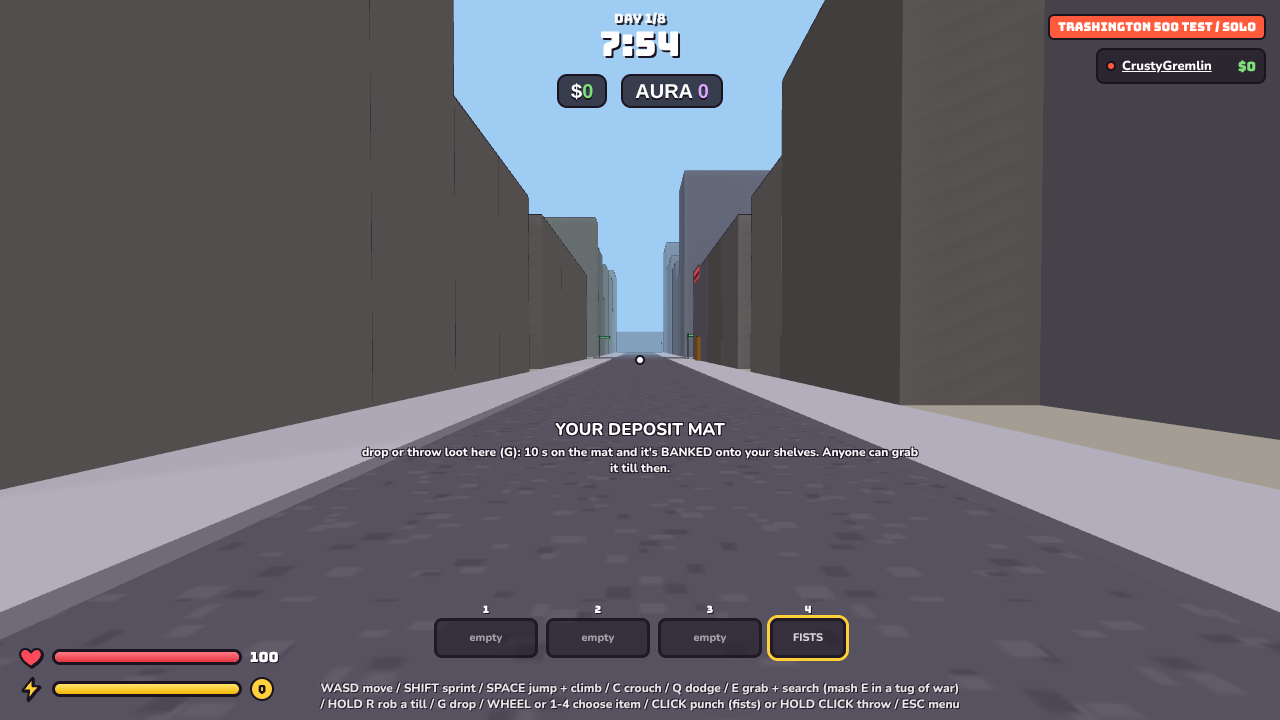 DAY 1/8
7:54
$0
AURA 0
TRASHINGTON 500 TEST / SOLO
CrustyGremlin $0
YOUR DEPOSIT MAT
drop or throw loot here (G): 10 s on the mat and it's BANKED onto your shelves. Anyone can grab
it till then.
1 2 3 4
empty empty empty FISTS
100
0
WASD move / SHIFT sprint / SPACE jump + climb / C crouch / Q dodge / E grab + search (mash E in a tug of war)
/ HOLD R rob a till / G drop / WHEEL or 1-4 choose item / CLICK punch (fists) or HOLD CLICK throw / ESC menu